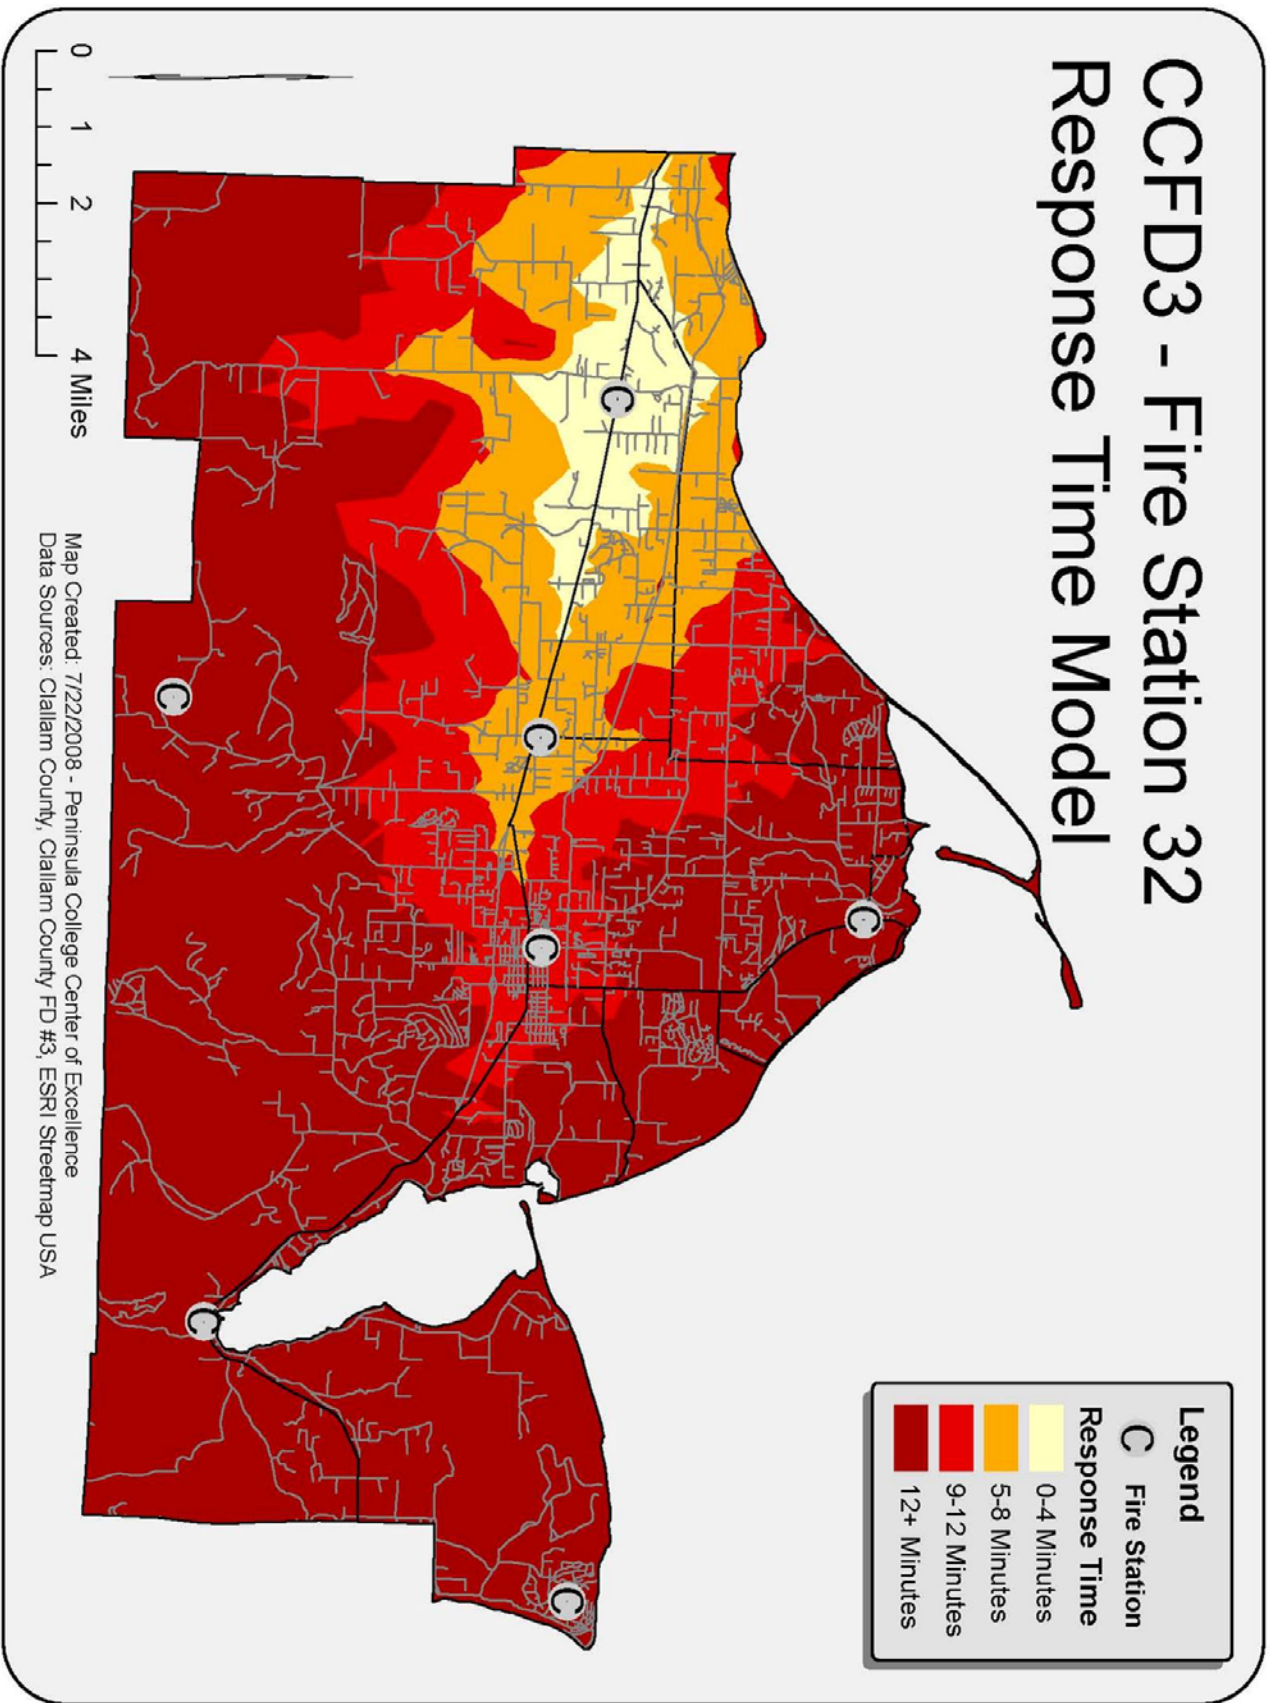 CCFD3 - Fire Station 32
Response Time Model
Legend
C Fire Station
Response Time
0-4 Minutes
5-8 Minutes
9-12 Minutes
12+ Minutes
C
C
C
C
C
C
C
0 1 2 4 Miles
Map Created: 7/22/2008 - Peninsula College Center of Excellence
Data Sources: Clallam County, Clallam County FD #3, ESRI Streetmap USA